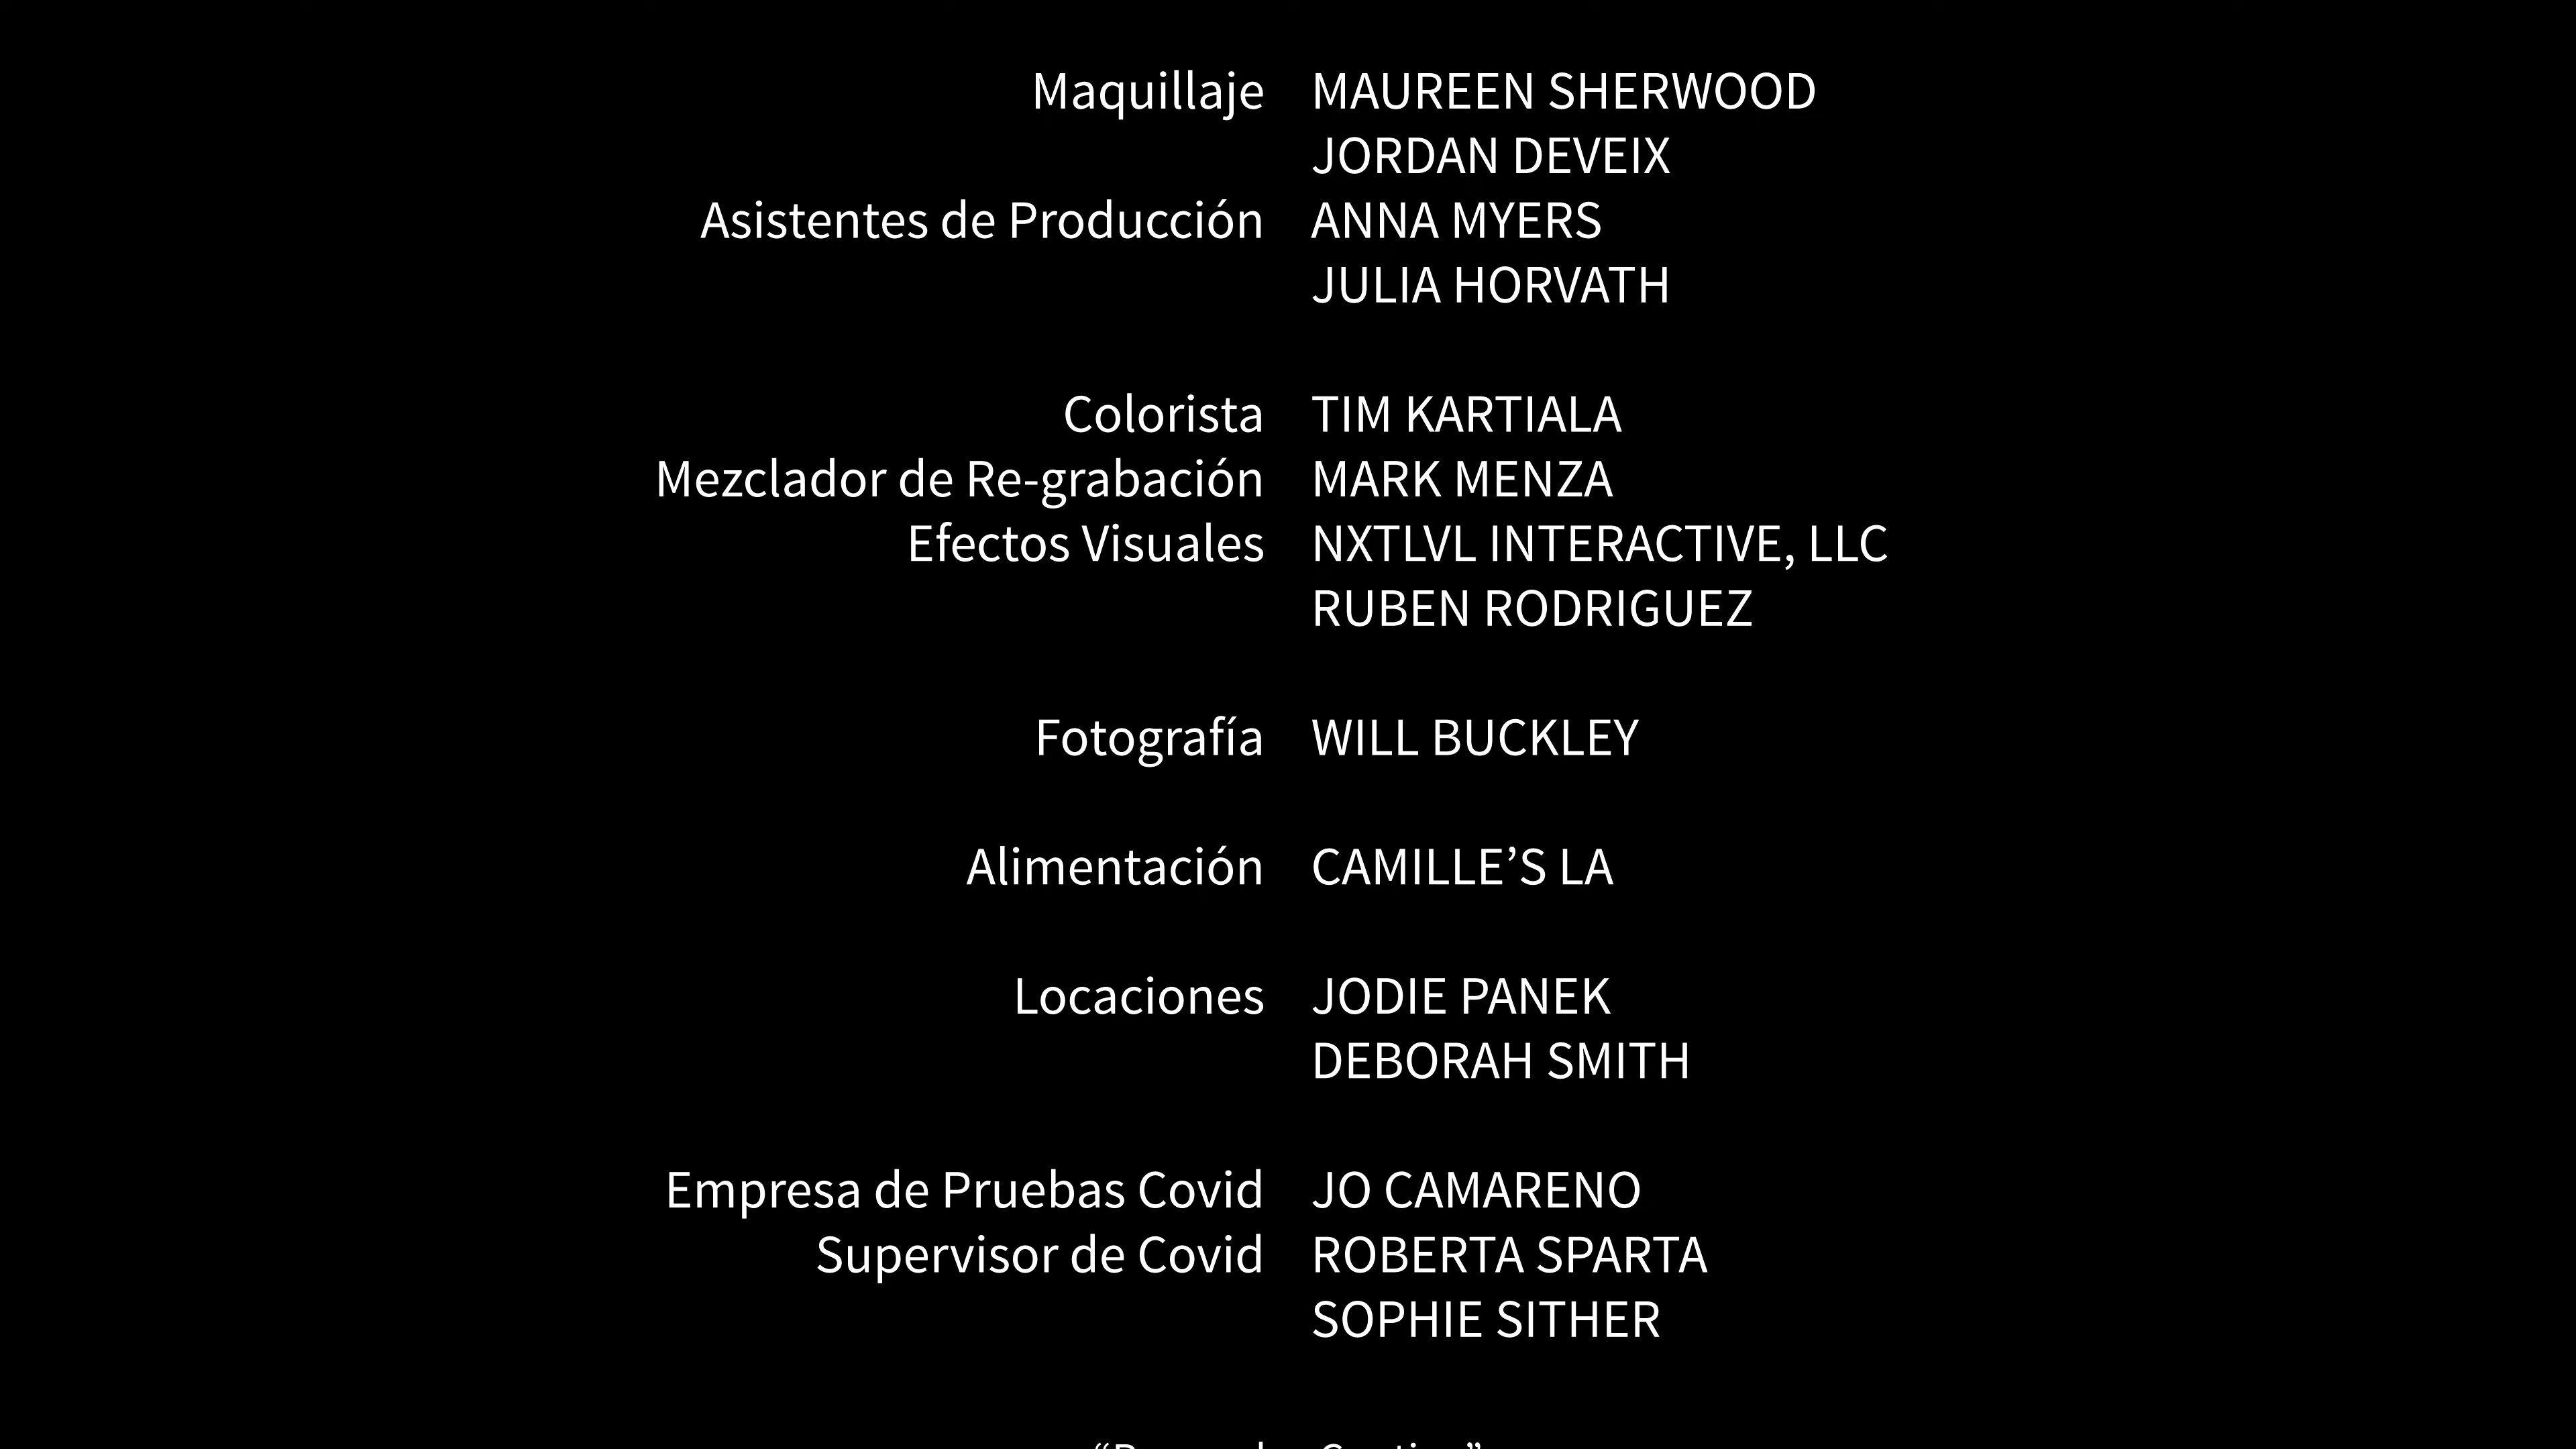 Maquillaje MAUREEN SHERWOOD
JORDAN DEVEIX
Asistentes de Producción ANNA MYERS
JULIA HORVATH
Colorista TIM KARTIALA
Mezclador de Re-grabación MARK MENZA
Efectos Visuales NXTLVL INTERACTIVE, LLC
RUBEN RODRIGUEZ
Fotografía WILL BUCKLEY
Alimentación CAMILLE’S LA
Locaciones JODIE PANEK
DEBORAH SMITH
Empresa de Pruebas Covid JO CAMARENO
Supervisor de Covid ROBERTA SPARTA
SOPHIE SITHER